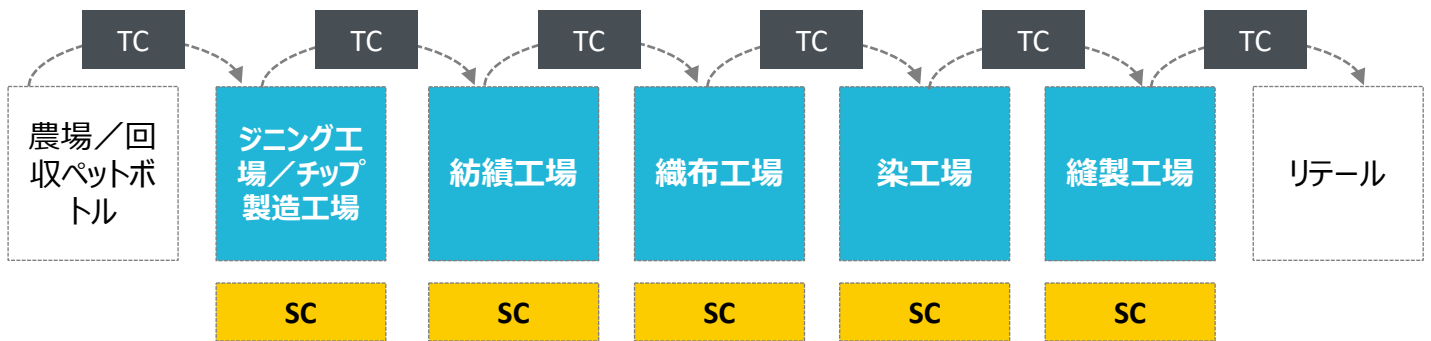 TC
TC
TC
TC
TC
TC
農場／回
収ペットボ
トル
ジニング工
場／チップ
製造工場
紡績工場
織布工場
染工場
縫製工場
リテール
SC
SC
SC
SC
SC